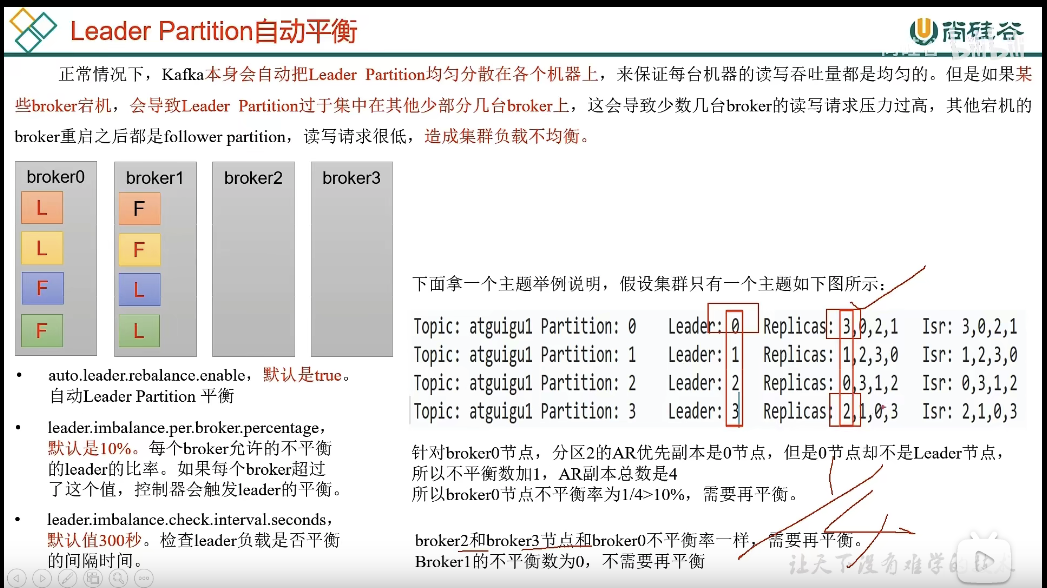 Leader Partition自动平衡
尚硅谷
正常情况下，Kafka本身会自动把Leader Partition均匀分散在各个机器上，来保证每台机器的读写吞吐量都是均匀的。但是如果某
些broker宕机，会导致Leader Partition过于集中在其他少部分几台broker上，这会导致少数几台broker的读写请求压力过高，其他宕机的
broker重启之后都是follower partition，读写请求很低，造成集群负载不均衡。
broker0 broker1 broker2 broker3
L F
L F
F L
F L
下面拿一个主题举例说明，假设集群只有一个主题如下图所示：
Topic: atguigu1 Partition: 0 Leader: 0 Replicas: 3,0,2,1 Isr: 3,0,2,1
Topic: atguigu1 Partition: 1 Leader: 1 Replicas: 1,2,3,0 Isr: 1,2,3,0
Topic: atguigu1 Partition: 2 Leader: 2 Replicas: 0,3,1,2 Isr: 0,3,1,2
Topic: atguigu1 Partition: 3 Leader: 3 Replicas: 2,1,0,3 Isr: 2,1,0,3
• auto.leader.rebalance.enable，默认是true。
自动Leader Partition 平衡
• leader.imbalance.per.broker.percentage，
默认是10%。每个broker允许的不平衡
的leader的比率。如果每个broker超过
了这个值，控制器会触发leader的平衡。
• leader.imbalance.check.interval.seconds，
默认值300秒。检查leader负载是否平衡
的间隔时间。
针对broker0节点，分区2的AR优先副本是0节点，但是0节点却不是Leader节点，
所以不平衡数加1，AR副本总数是4
所以broker0节点不平衡率为1/4>10%，需要再平衡。
broker2和broker3节点和broker0不平衡率一样，需要再平衡。
Broker1的不平衡数为0，不需要再平衡
让天下没有难学的技术